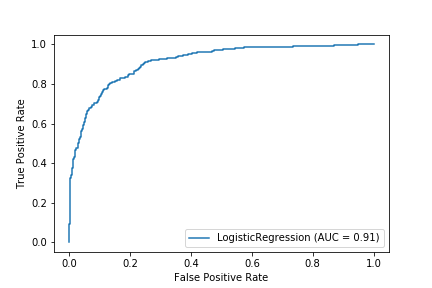 1.0
0.8
0.6
0.4
0.2
0.0
True Positive Rate
LogisticRegression (AUC = 0.91)
0.0 0.2 0.4 0.6 0.8 1.0
False Positive Rate